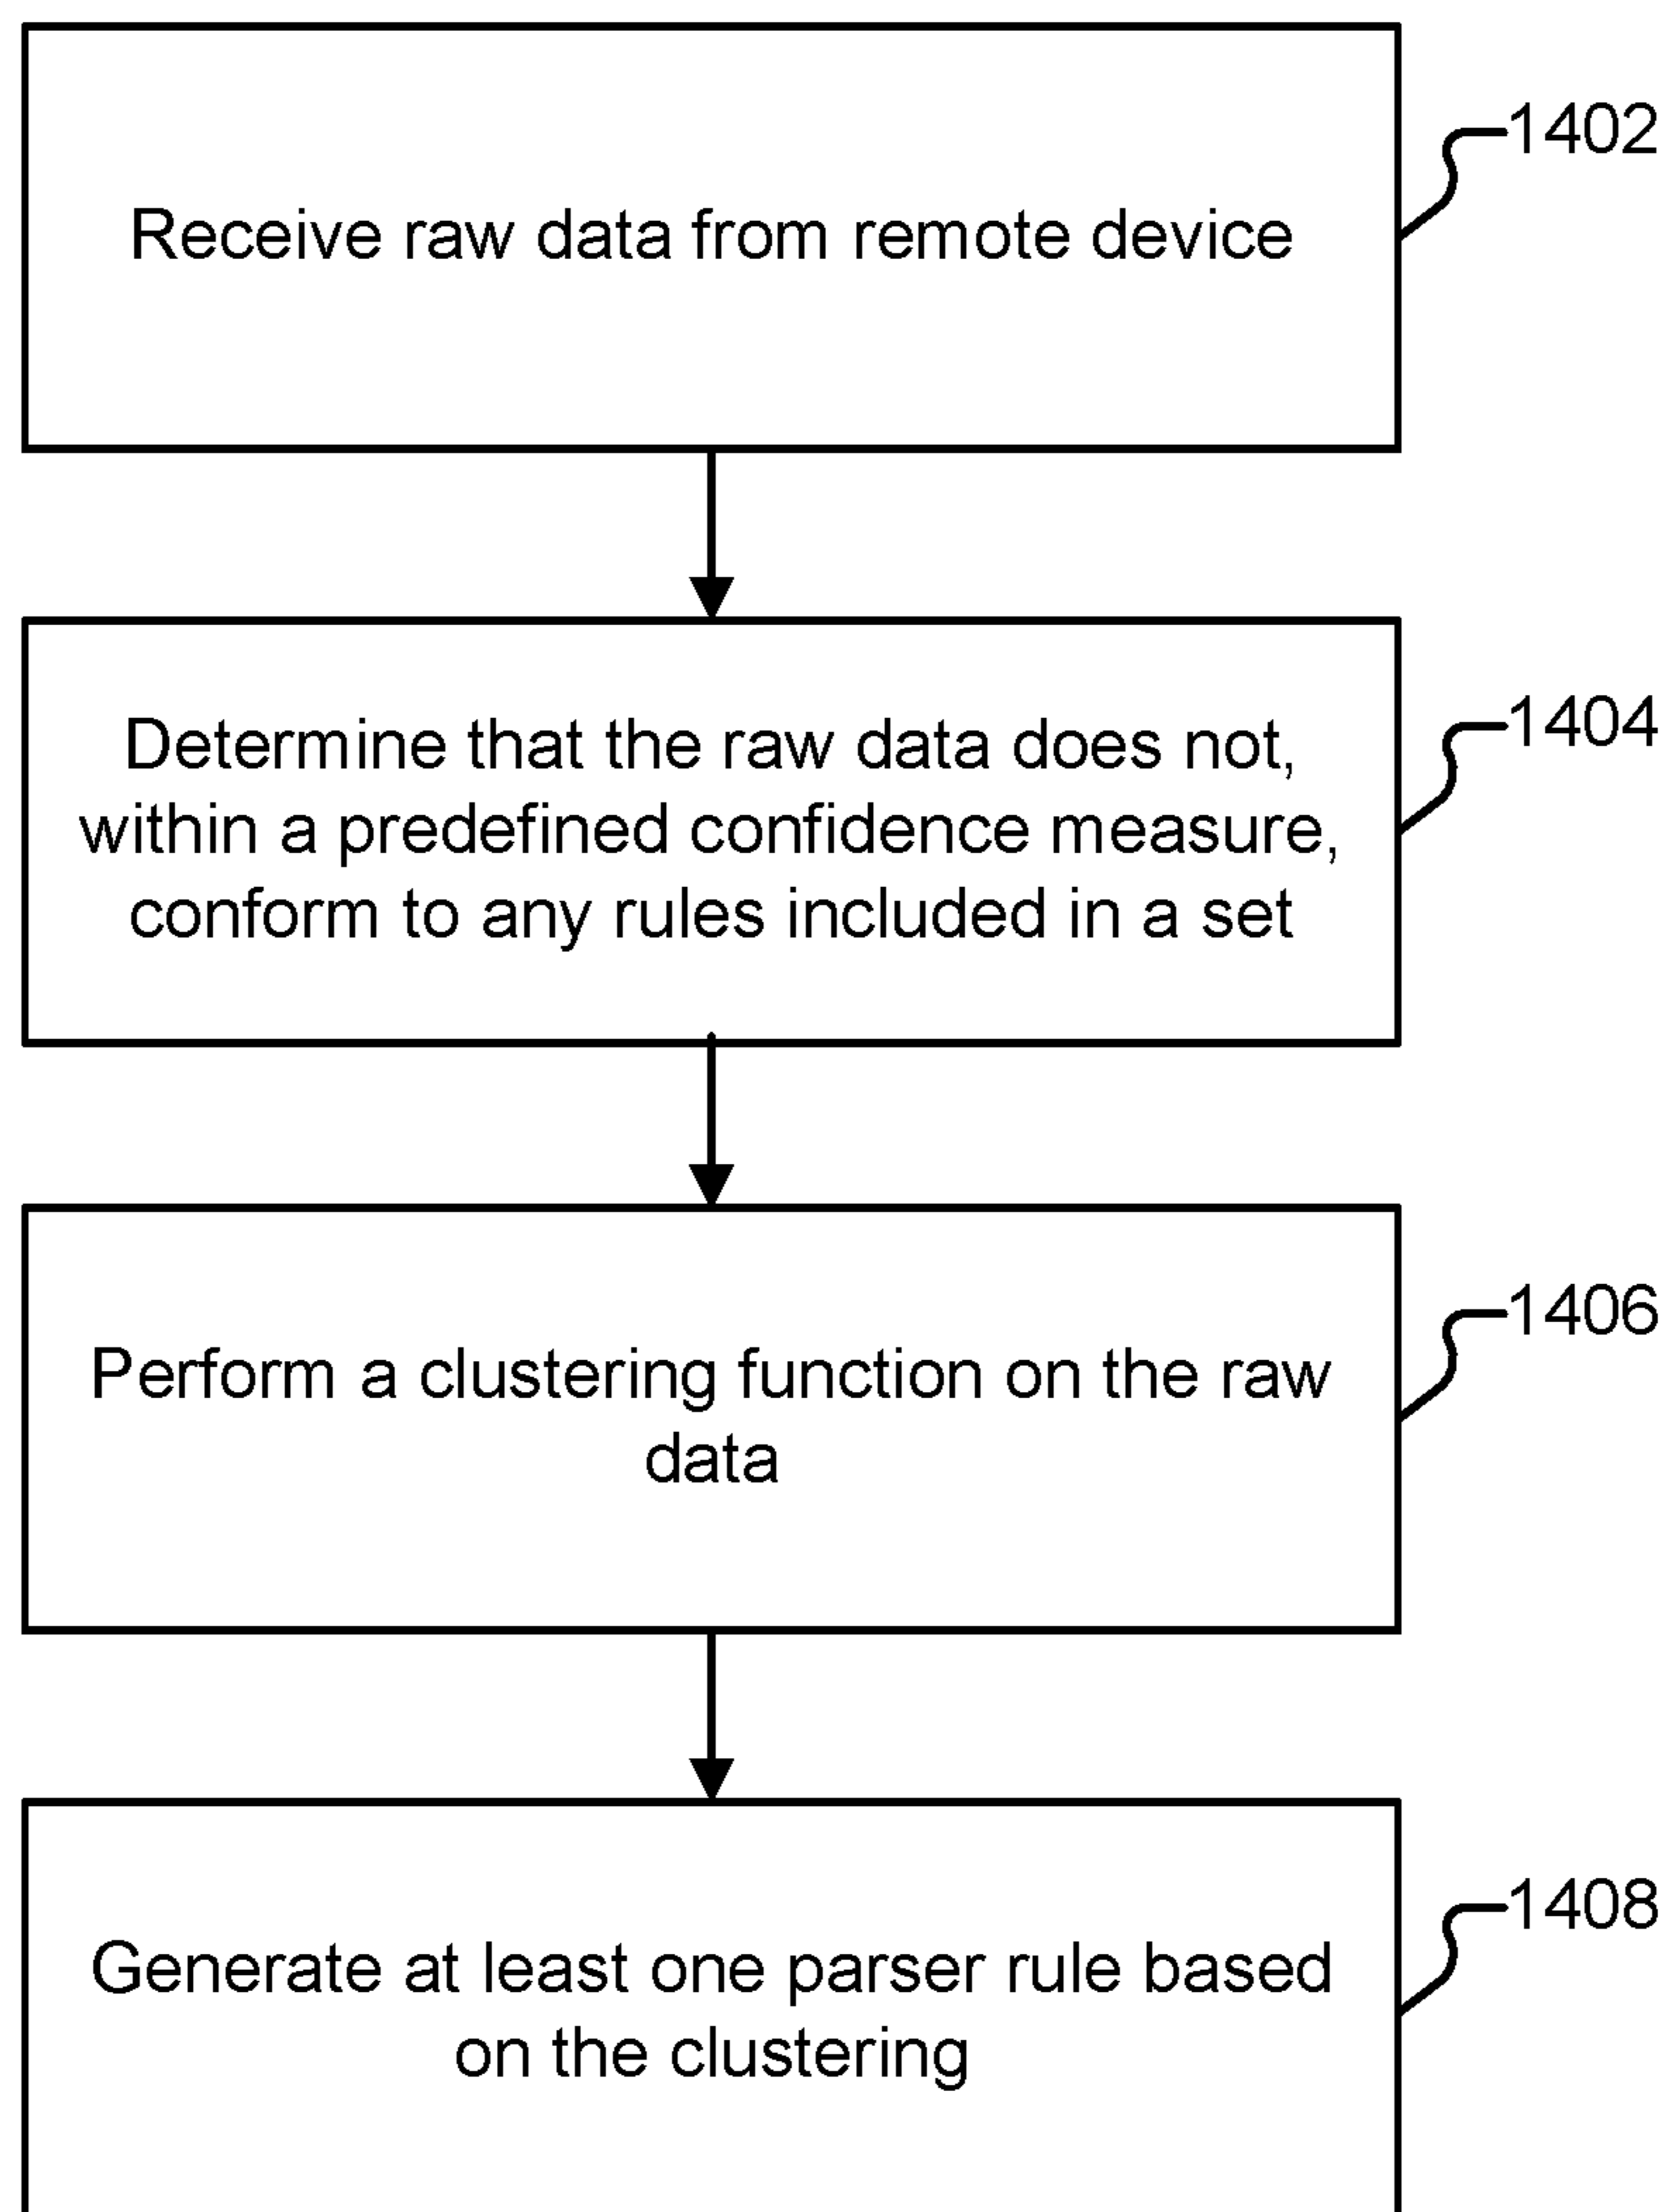 1402
Receive raw data from remote device
1404
Determine that the raw data does not,
within a predefined confidence measure,
conform to any rules included in a set
1406
Perform a clustering function on the raw
data
1408
Generate at least one parser rule based
on the clustering